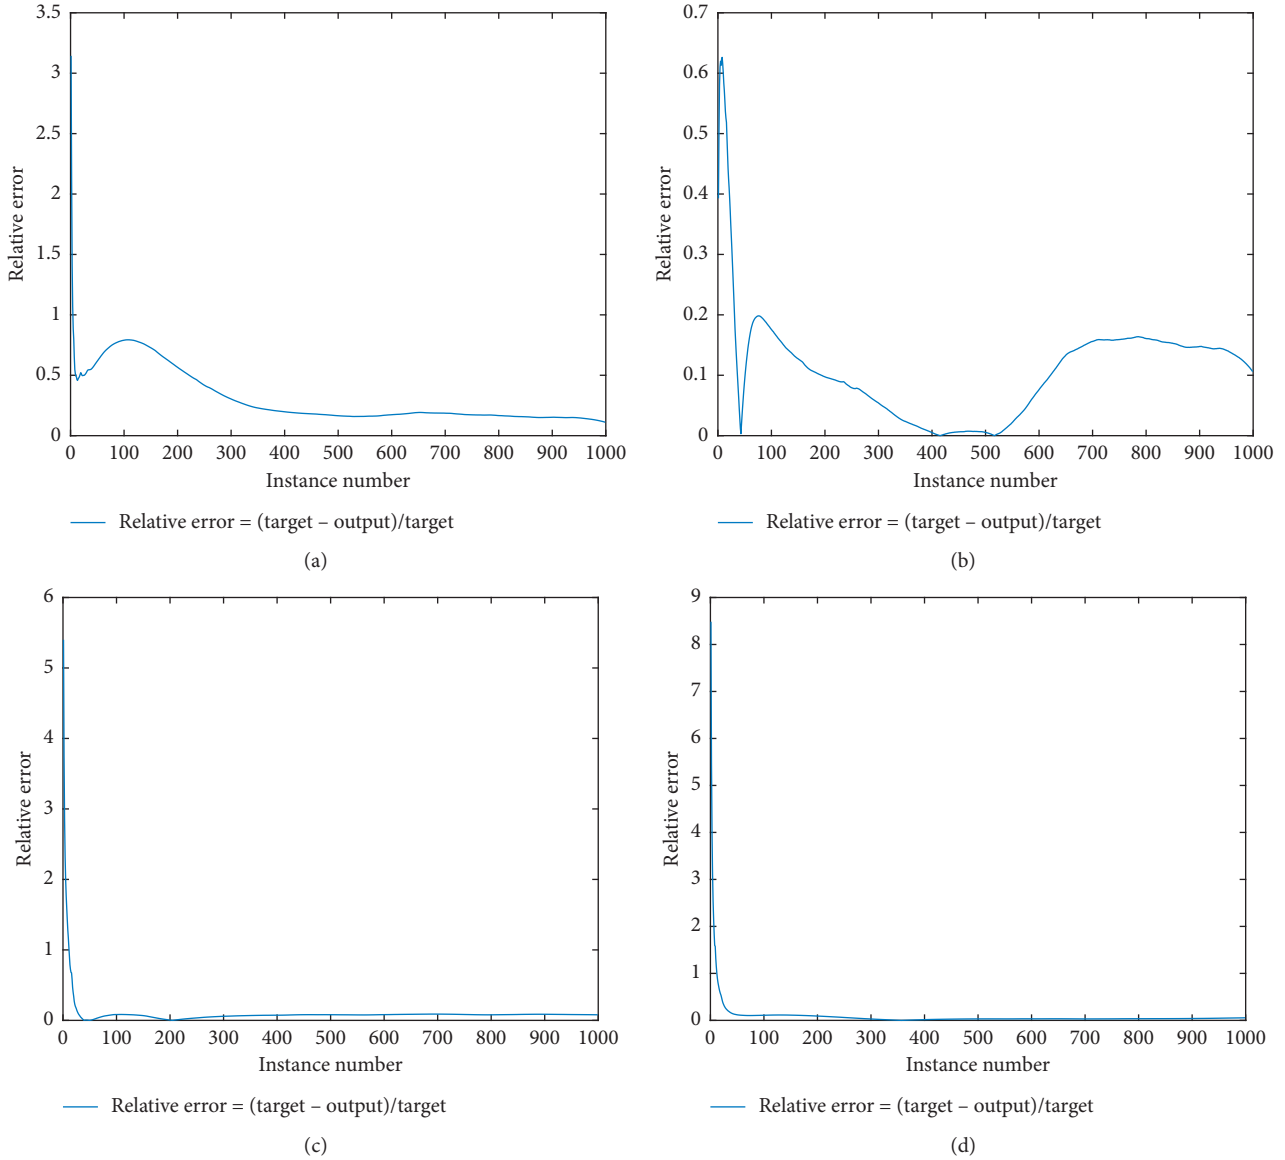 3.5
3
2.5
2
1.5
1
0.5
0
Relative error
0 100 200 300 400 500 600 700 800 900 1000
Instance number
Relative error = (target – output)/target
(a)
0.7
0.6
0.5
0.4
0.3
0.2
0.1
0
Relative error
0 100 200 300 400 500 600 700 800 900 1000
Instance number
Relative error = (target – output)/target
(b)
6
5
4
3
2
1
0
Relative error
0 100 200 300 400 500 600 700 800 900 1000
Instance number
Relative error = (target – output)/target
(c)
9
8
7
6
5
4
3
2
1
0
Relative error
0 100 200 300 400 500 600 700 800 900 1000
Instance number
Relative error = (target – output)/target
(d)